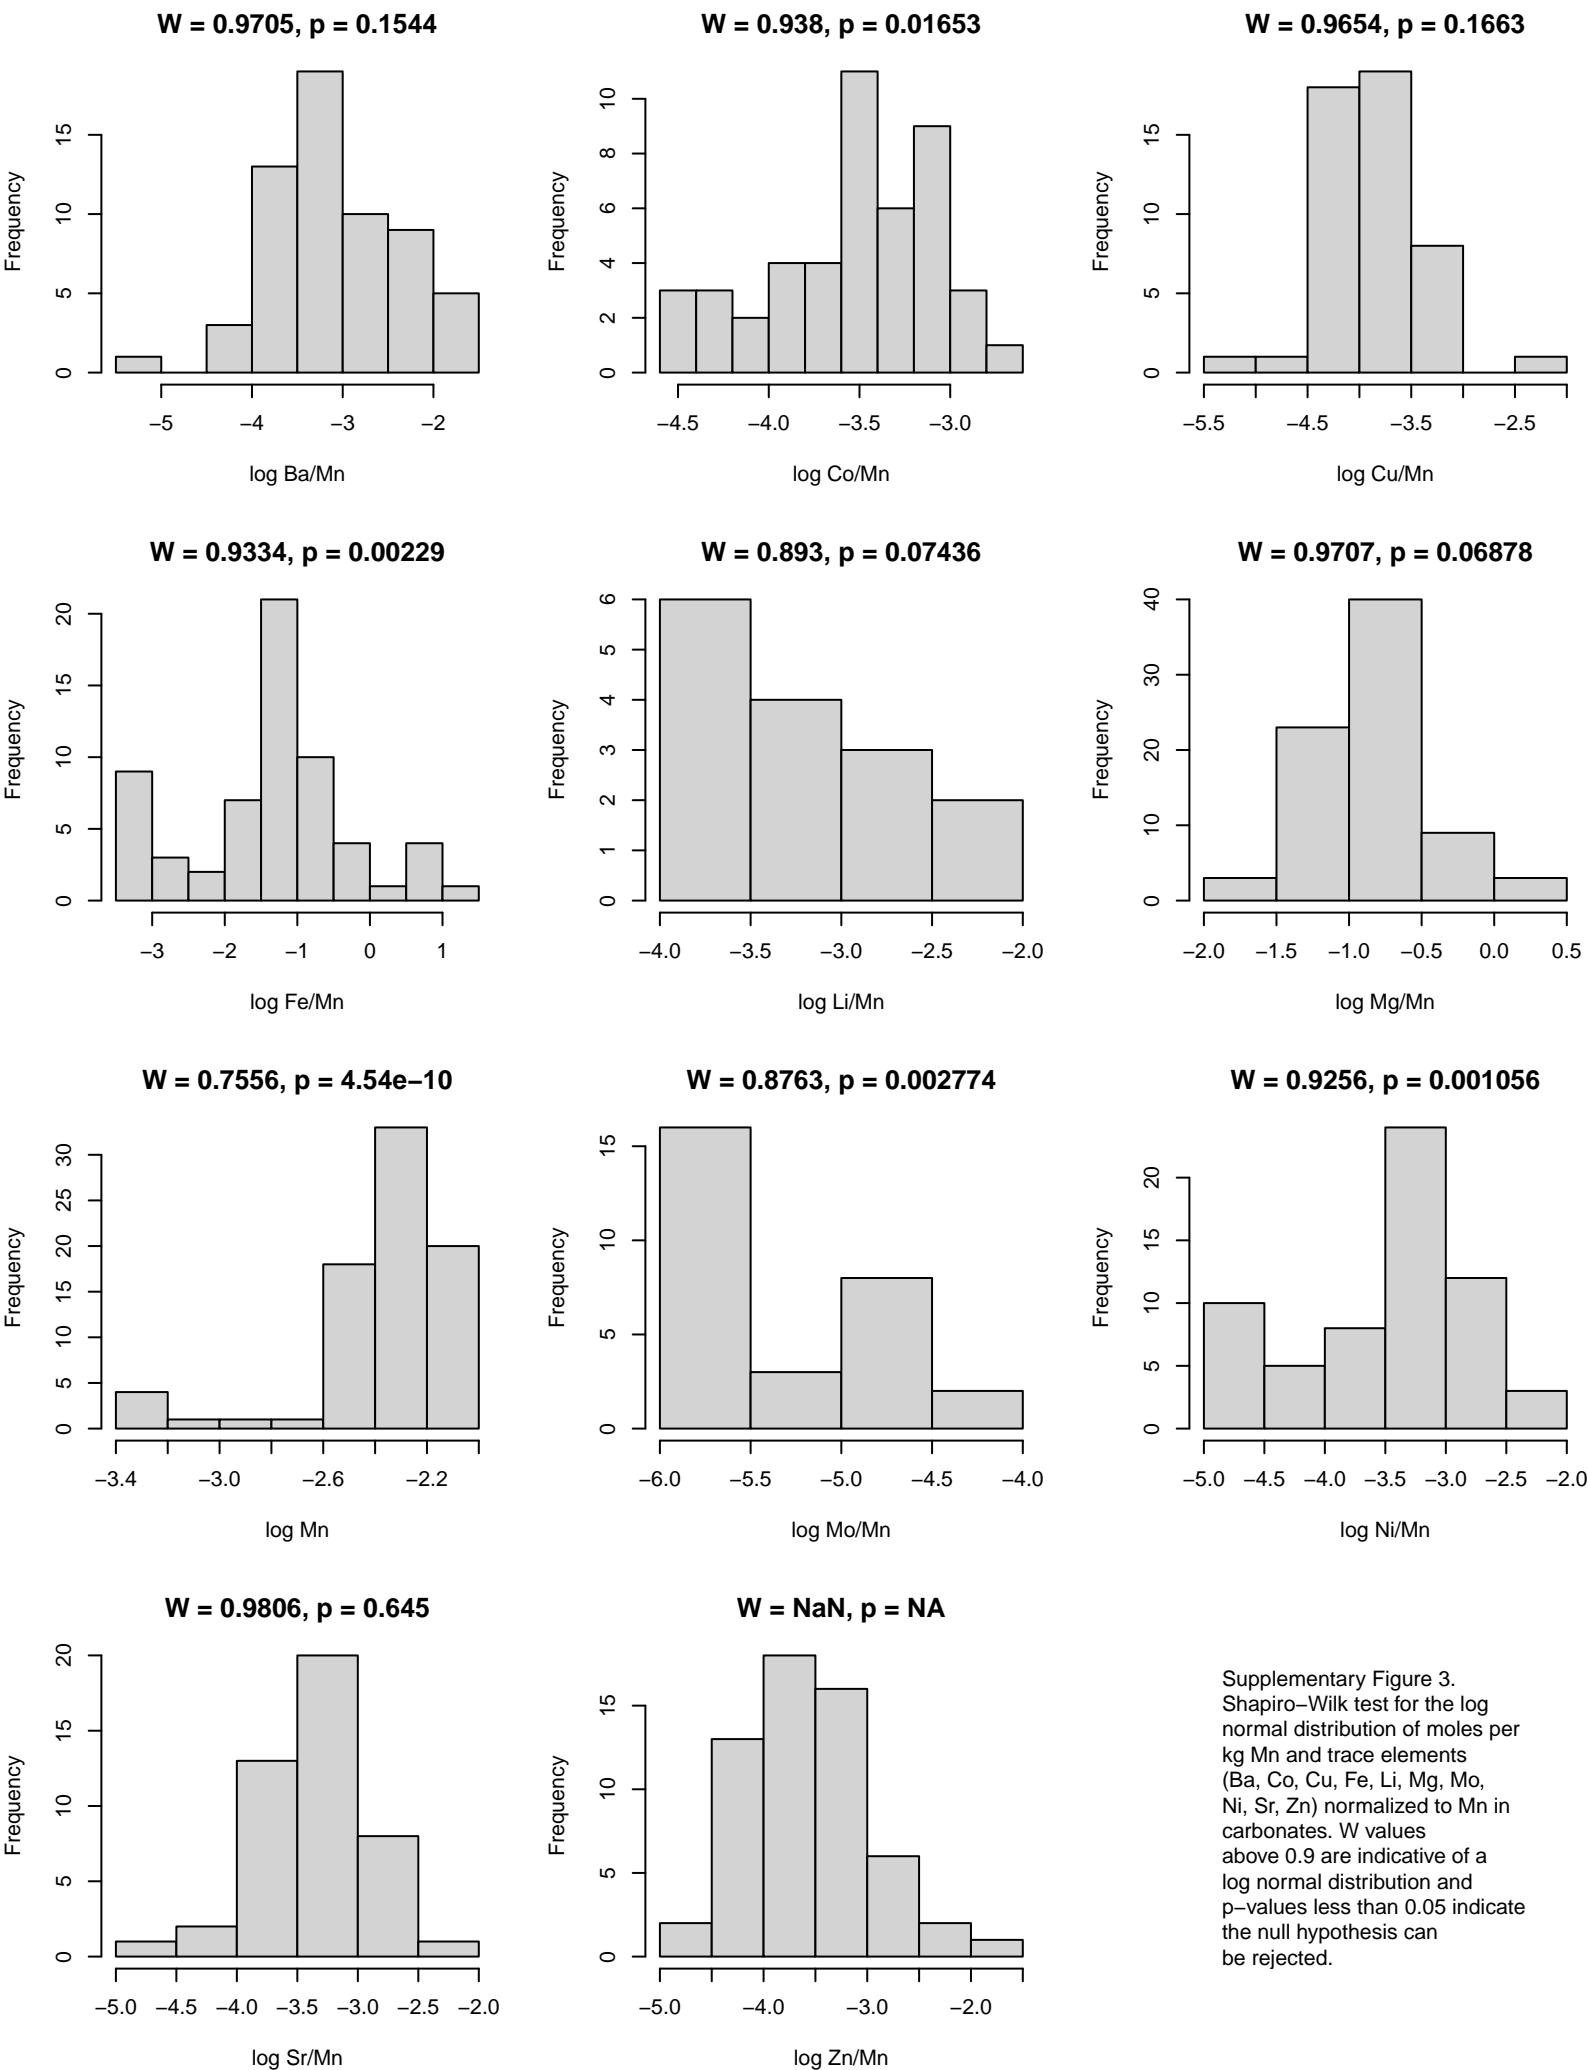 W = 0.9705, p = 0.1544
Frequency
0 5 10 15
−5 −4 −3 −2
log Ba/Mn
W = 0.938, p = 0.01653
Frequency
0 2 4 6 8 10
−4.5 −4.0 −3.5 −3.0
log Co/Mn
W = 0.9654, p = 0.1663
Frequency
0 5 10 15
−5.5 −4.5 −3.5 −2.5
log Cu/Mn
W = 0.9334, p = 0.00229
Frequency
0 5 10 15 20
−3 −2 −1 0 1
log Fe/Mn
W = 0.893, p = 0.07436
Frequency
0 1 2 3 4 5 6
−4.0 −3.5 −3.0 −2.5 −2.0
log Li/Mn
W = 0.9707, p = 0.06878
Frequency
0 10 20 30 40
−2.0 −1.5 −1.0 −0.5 0.0 0.5
log Mg/Mn
W = 0.7556, p = 4.54e−10
Frequency
0 5 10 15 20 25 30
−3.4 −3.0 −2.6 −2.2
log Mn
W = 0.8763, p = 0.002774
Frequency
0 5 10 15
−6.0 −5.5 −5.0 −4.5 −4.0
log Mo/Mn
W = 0.9256, p = 0.001056
Frequency
0 5 10 15 20
−5.0 −4.5 −4.0 −3.5 −3.0 −2.5 −2.0
log Ni/Mn
W = 0.9806, p = 0.645
Frequency
0 5 10 15 20
−5.0 −4.5 −4.0 −3.5 −3.0 −2.5 −2.0
log Sr/Mn
W = NaN, p = NA
Frequency
0 5 10 15
−5.0 −4.0 −3.0 −2.0
log Zn/Mn
Supplementary Figure 3.
Shapiro−Wilk test for the log
normal distribution of moles per
kg Mn and trace elements
(Ba, Co, Cu, Fe, Li, Mg, Mo,
Ni, Sr, Zn) normalized to Mn in
carbonates. W values
above 0.9 are indicative of a
log normal distribution and
p−values less than 0.05 indicate
the null hypothesis can
be rejected.